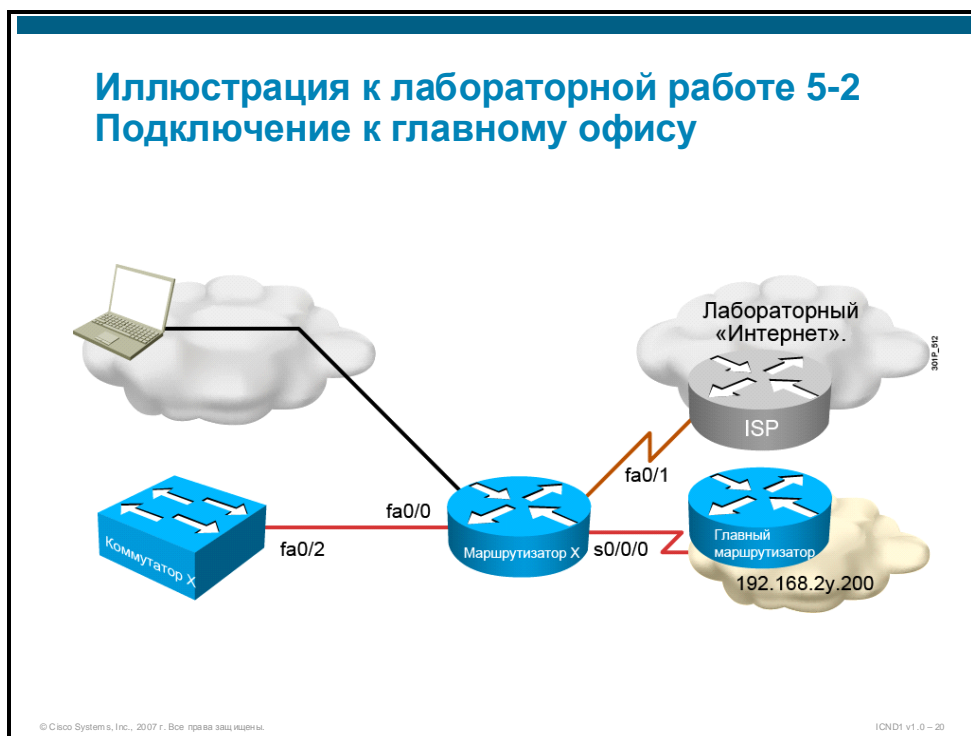 Иллюстрация к лабораторной работе 5-2
Подключение к главному офису
Лабораторный
«Интернет».
301P_512
ISP
fa0/1
fa0/0
Коммутатор X
fa0/2
Маршрутизатор X
s0/0/0
Главный
маршрутизатор
192.168.2y.200
© Cisco Systems, Inc., 2007 г. Все права защищены.
ICND1 v1.0 – 20